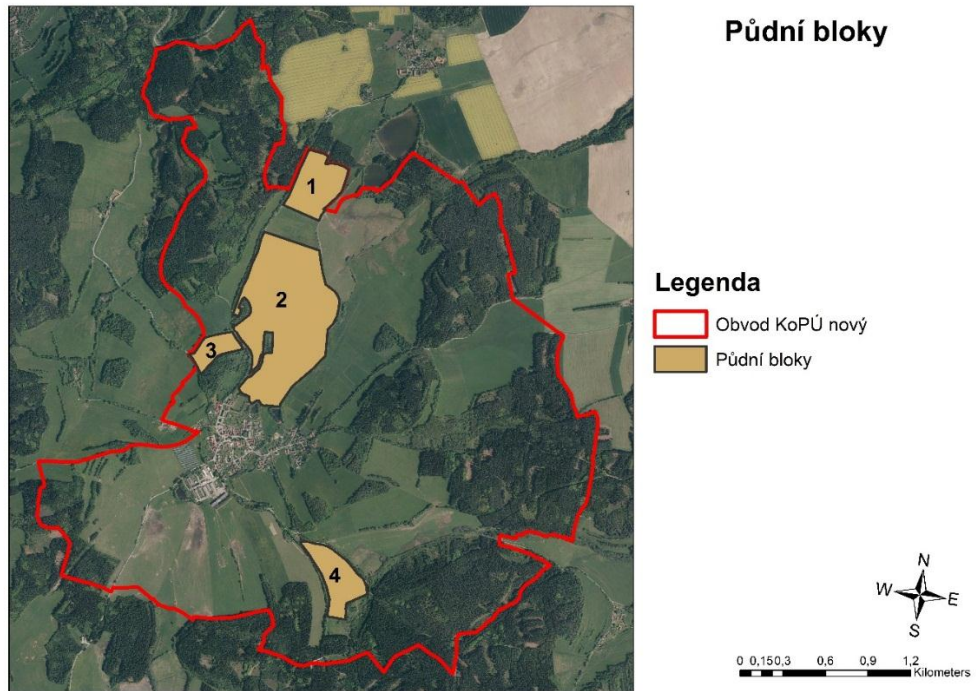 Půdní bloky
1
2
3
4
Legenda
Obvod KoPÚ nový
Půdní bloky
N
W E
S
0 0,150,3 0,6 0,9 1,2
Kilometers